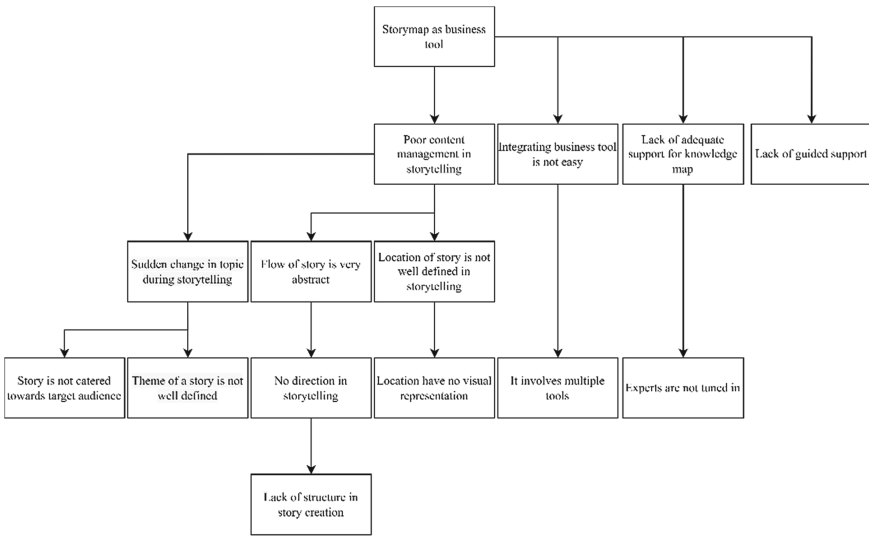 Storymap as business
tool
Poor content
management in
storytelling
Integrating business tool
is not easy
Lack of adequate
support for knowledge
map
Lack of guided support
Sudden change in topic
during storytelling
Flow of story is very
abstract
Location of story is not
well defined in
storytelling
Story is not catered
towards target audience
Theme of a story is not
well defined
No direction in
storytelling
Location have no visual
representation
It involves multiple
tools
Experts are not tuned in
Lack of structure in
story creation